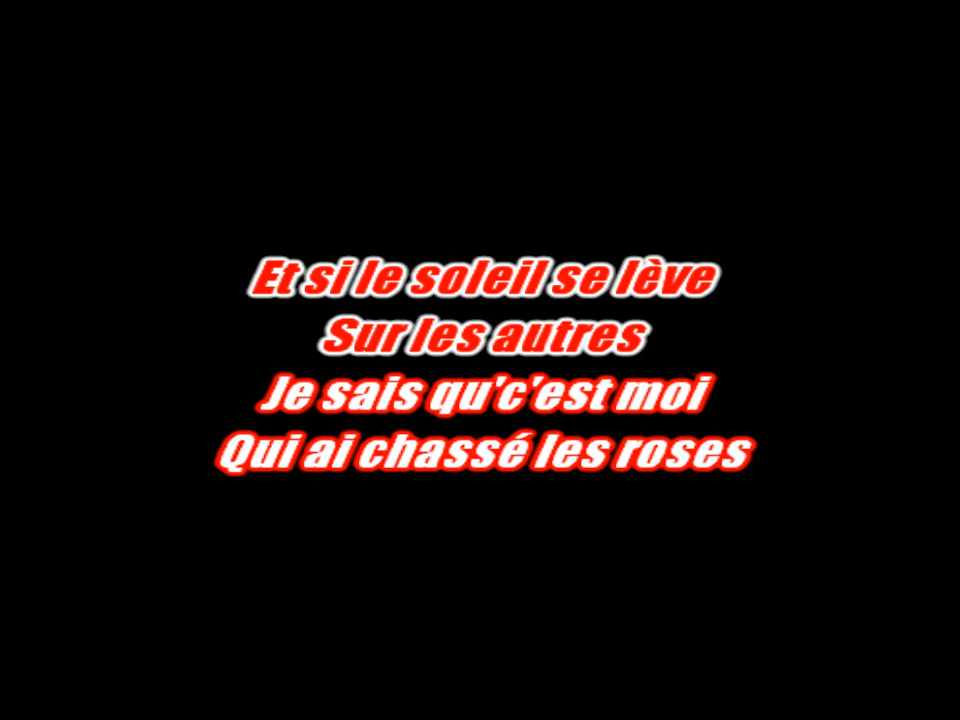 Et si le soleil se lève
Sur les autres
Je sais qu'c'est moi
Qui ai chassé les roses